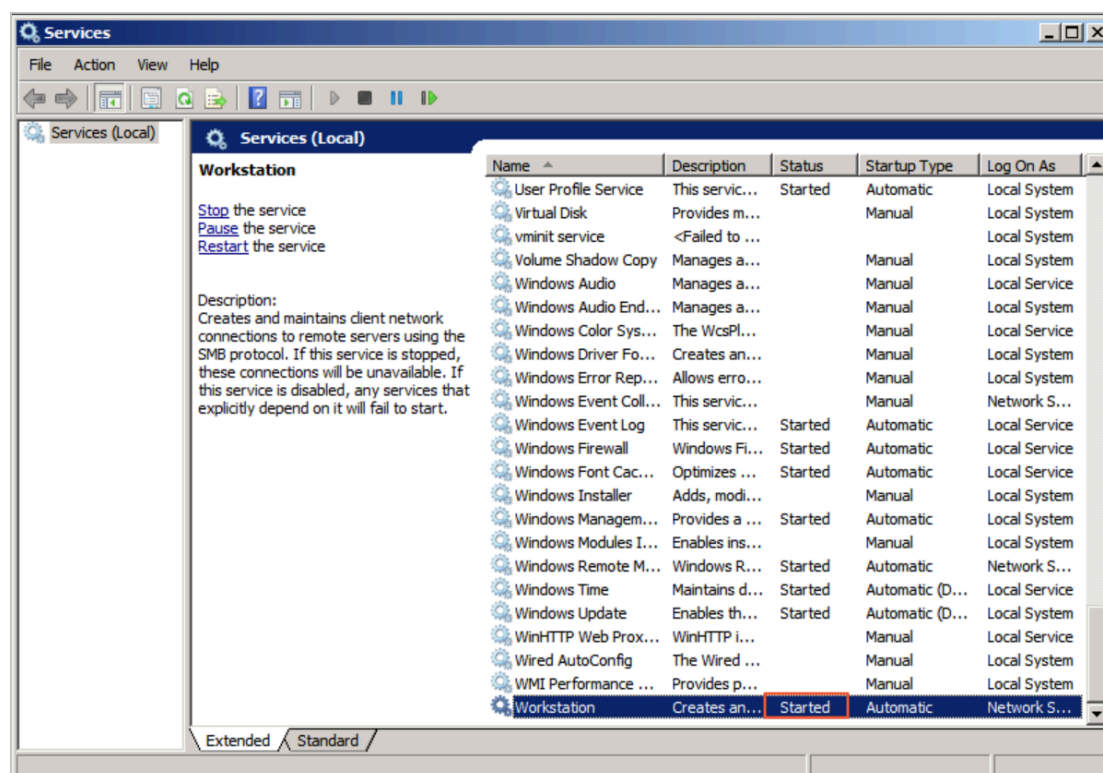 Services
File Action View Help
Services (Local)
Services (Local)
Workstation
Stop the service
Pause the service
Restart the service
Description:
Creates and maintains client network
connections to remote servers using the
SMB protocol. If this service is stopped,
these connections will be unavailable. If
this service is disabled, any services that
explicitly depend on it will fail to start.
Name Description Status Startup Type Log On As
User Profile Service This servic... Started Automatic Local System
Virtual Disk Provides m... Manual Local System
vminit service <Failed to ... Local System
Volume Shadow Copy Manages a... Manual Local System
Windows Audio Manages a... Manual Local Service
Windows Audio End... Manages a... Manual Local System
Windows Color Sys... The WcsPl... Manual Local Service
Windows Driver Fo... Creates an... Manual Local System
Windows Error Rep... Allows erro... Manual Local System
Windows Event Coll... This servic... Manual Network S...
Windows Event Log This servic... Started Automatic Local Service
Windows Firewall Windows Fi... Started Automatic Local Service
Windows Font Cac... Optimizes ... Started Automatic Local Service
Windows Installer Adds, modi... Manual Local System
Windows Managem... Provides a ... Started Automatic Local System
Windows Modules I... Enables ins... Manual Local System
Windows Remote M... Windows R... Started Automatic Network S...
Windows Time Maintains d... Started Automatic (D... Local Service
Windows Update Enables th... Started Automatic (D... Local System
WinHTTP Web Prox... WinHTTP i... Manual Local Service
Wired AutoConfig The Wired ... Manual Local System
WMI Performance ... Provides p... Manual Local System
Workstation Creates an... Started Automatic Network S...
Extended Standard